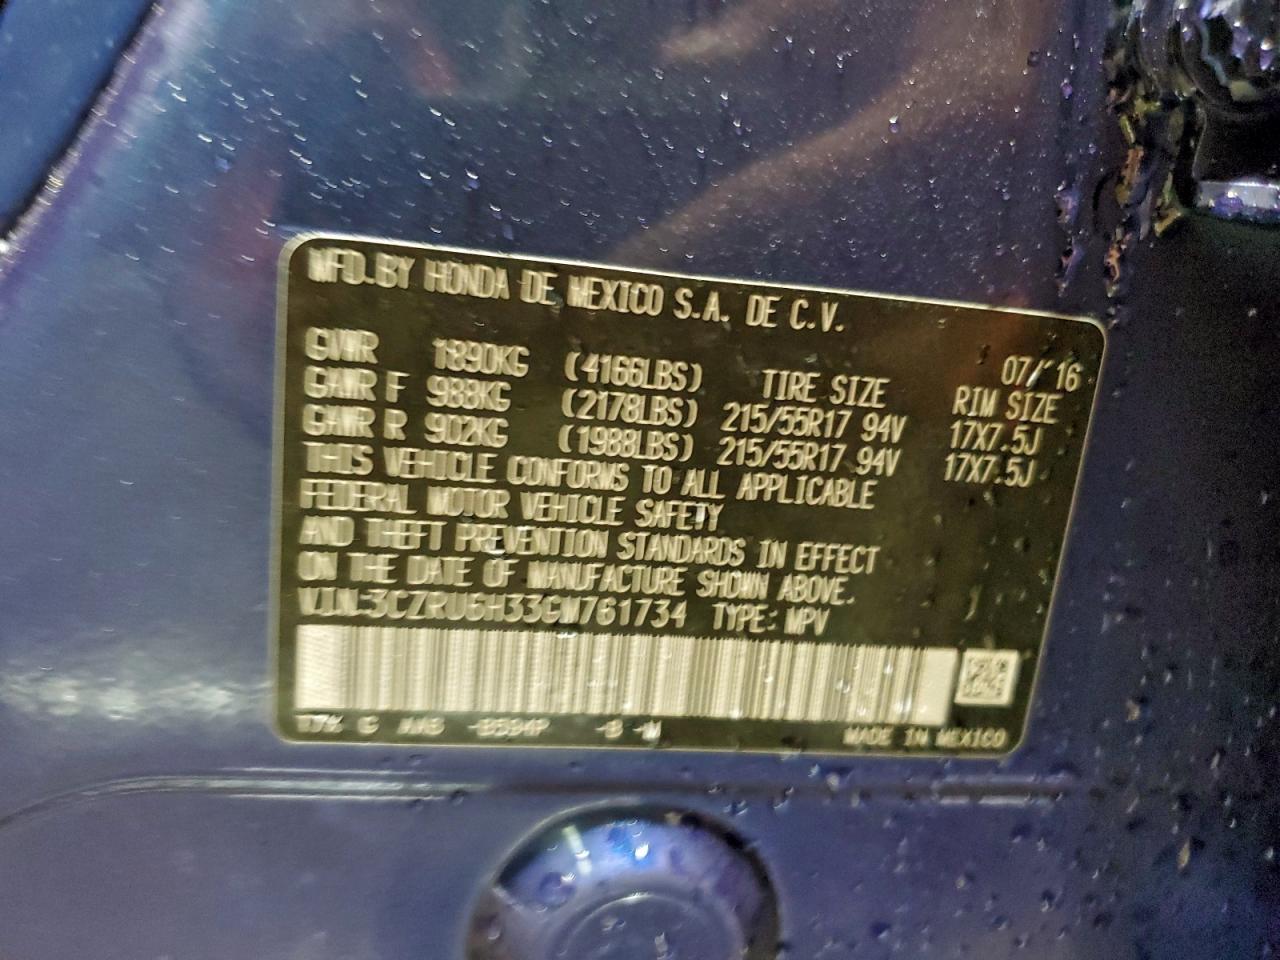 MFD.BY HONDA DE MEXICO S.A. DE C.V.
07/'16
GVWR 1890KG (4166LBS) TIRE SIZE RIM SIZE
GAWR F 988KG (2178LBS) 215/55R17 94V 17X7.5J
GAWR R 902KG (1988LBS) 215/55R17 94V 17X7.5J
THIS VEHICLE CONFORMS TO ALL APPLICABLE
FEDERAL MOTOR VEHICLE SAFETY
AND THEFT PREVENTION STANDARDS IN EFFECT
ON THE DATE OF MANUFACTURE SHOWN ABOVE.
VIN:3CZRU6H33GM761734 TYPE: MPV
G -B594P -B -M MADE IN MEXICO